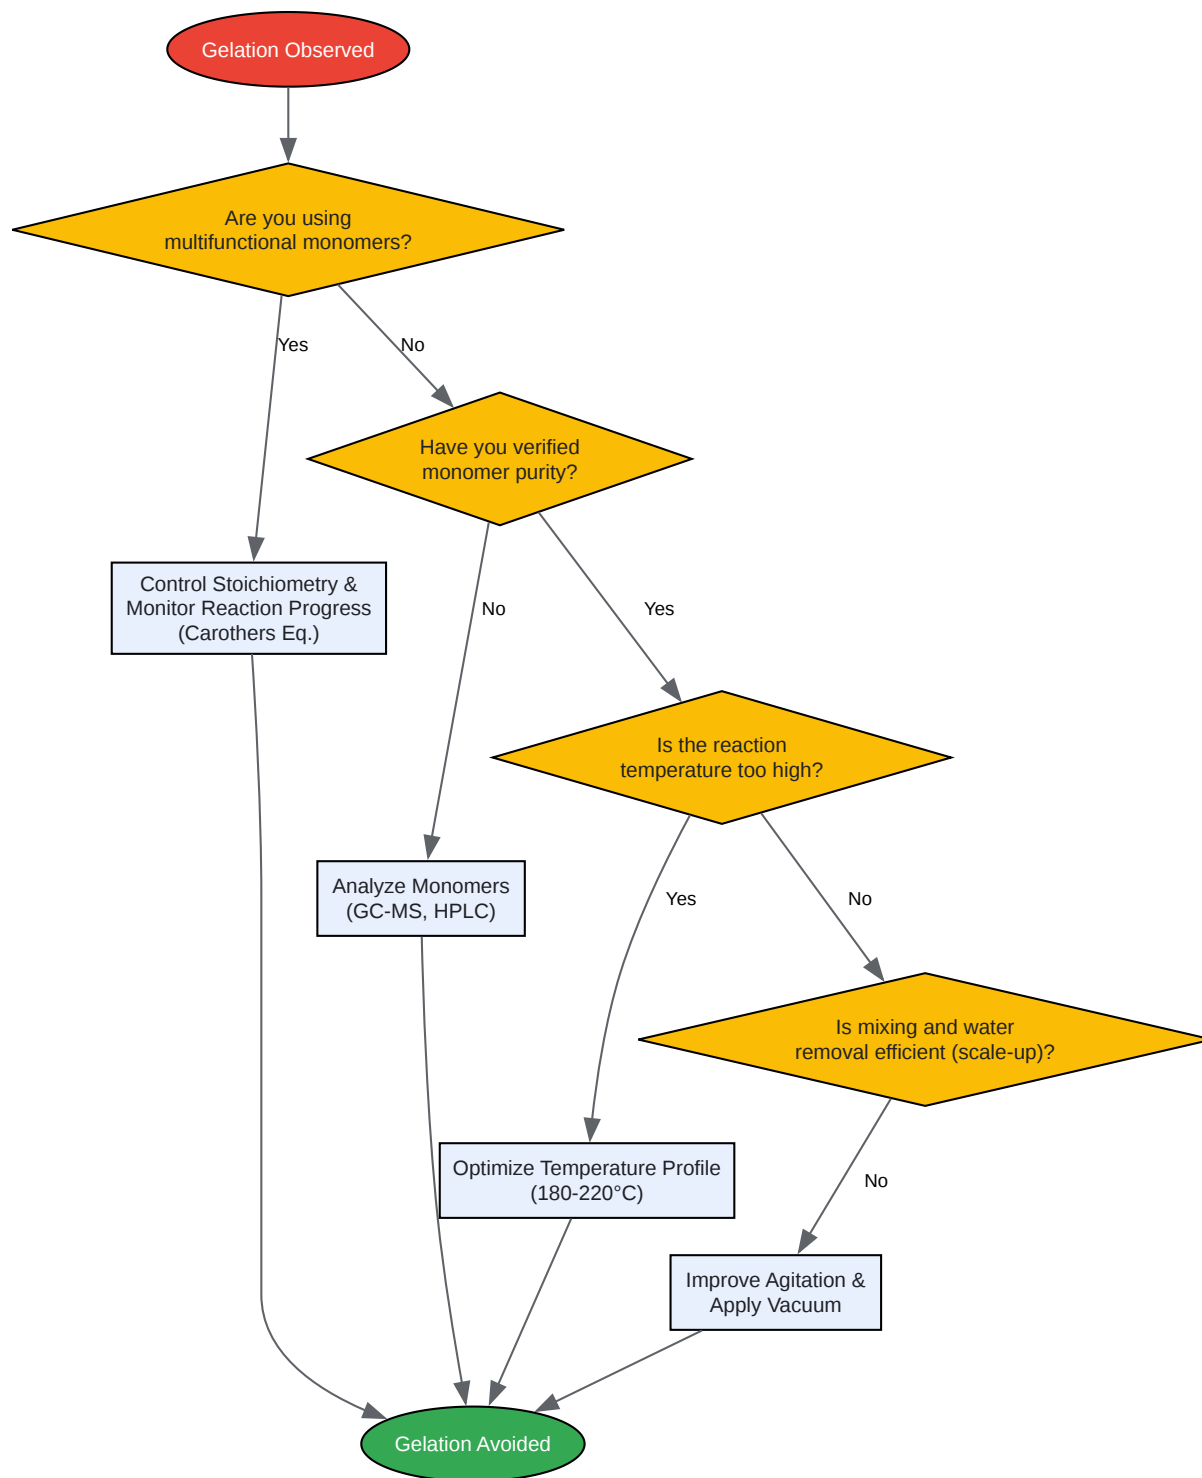 Gelation Observed
Are you using
multifunctional monomers?
Yes
No
Have you verified
monomer purity?
Control Stoichiometry &
Monitor Reaction Progress
(Carothers Eq.)
No
Yes
Is the reaction
temperature too high?
Analyze Monomers
(GC-MS, HPLC)
Yes
No
Is mixing and water
removal efficient (scale-up)?
Optimize Temperature Profile
(180-220°C)
No
Improve Agitation &
Apply Vacuum
Gelation Avoided